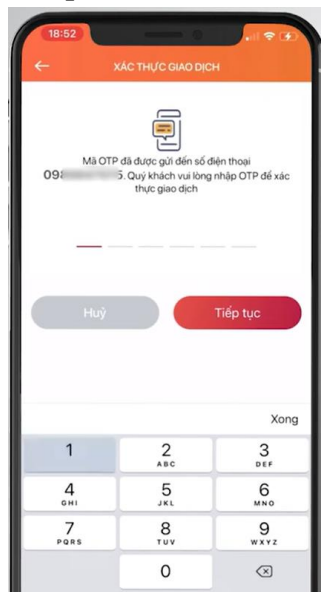 18:52
XÁC THỰC GIAO DỊCH
Mã OTP đã được gửi đến số điện thoại
09 5. Quý khách vui lòng nhập OTP để xác
thực giao dịch
Huỷ
Tiếp tục
Xong
1
2
ABC
3
DEF
4
GHI
5
JKL
6
MNO
7
PQRS
8
TUV
9
WXYZ
0